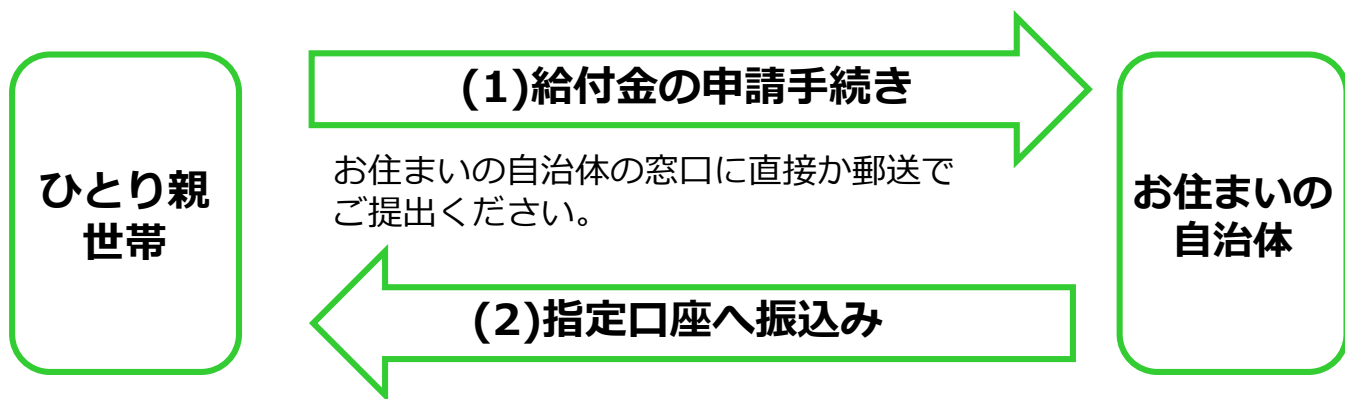 ひとり親
世帯
(1)給付金の申請手続き
お住まいの自治体の窓口に直接か郵送で
ご提出ください。
(2)指定口座へ振込み
お住まいの
自治体